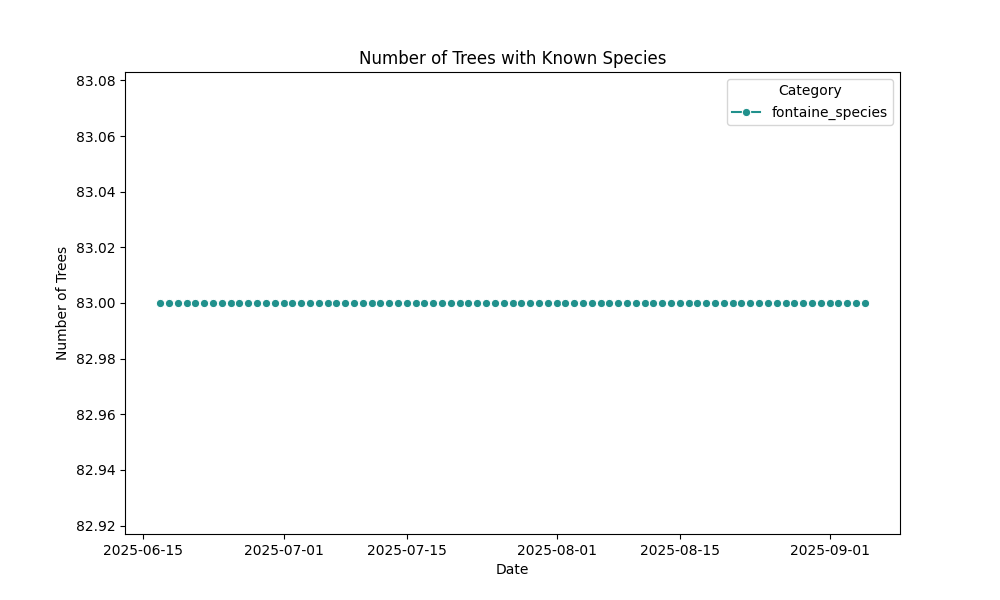 Number of Trees with Known Species
Category
fontaine_species
83.08
83.06
83.04
83.02
83.00
82.98
82.96
82.94
82.92
Number of Trees
2025-06-15 2025-07-01 2025-07-15 2025-08-01 2025-08-15 2025-09-01
Date